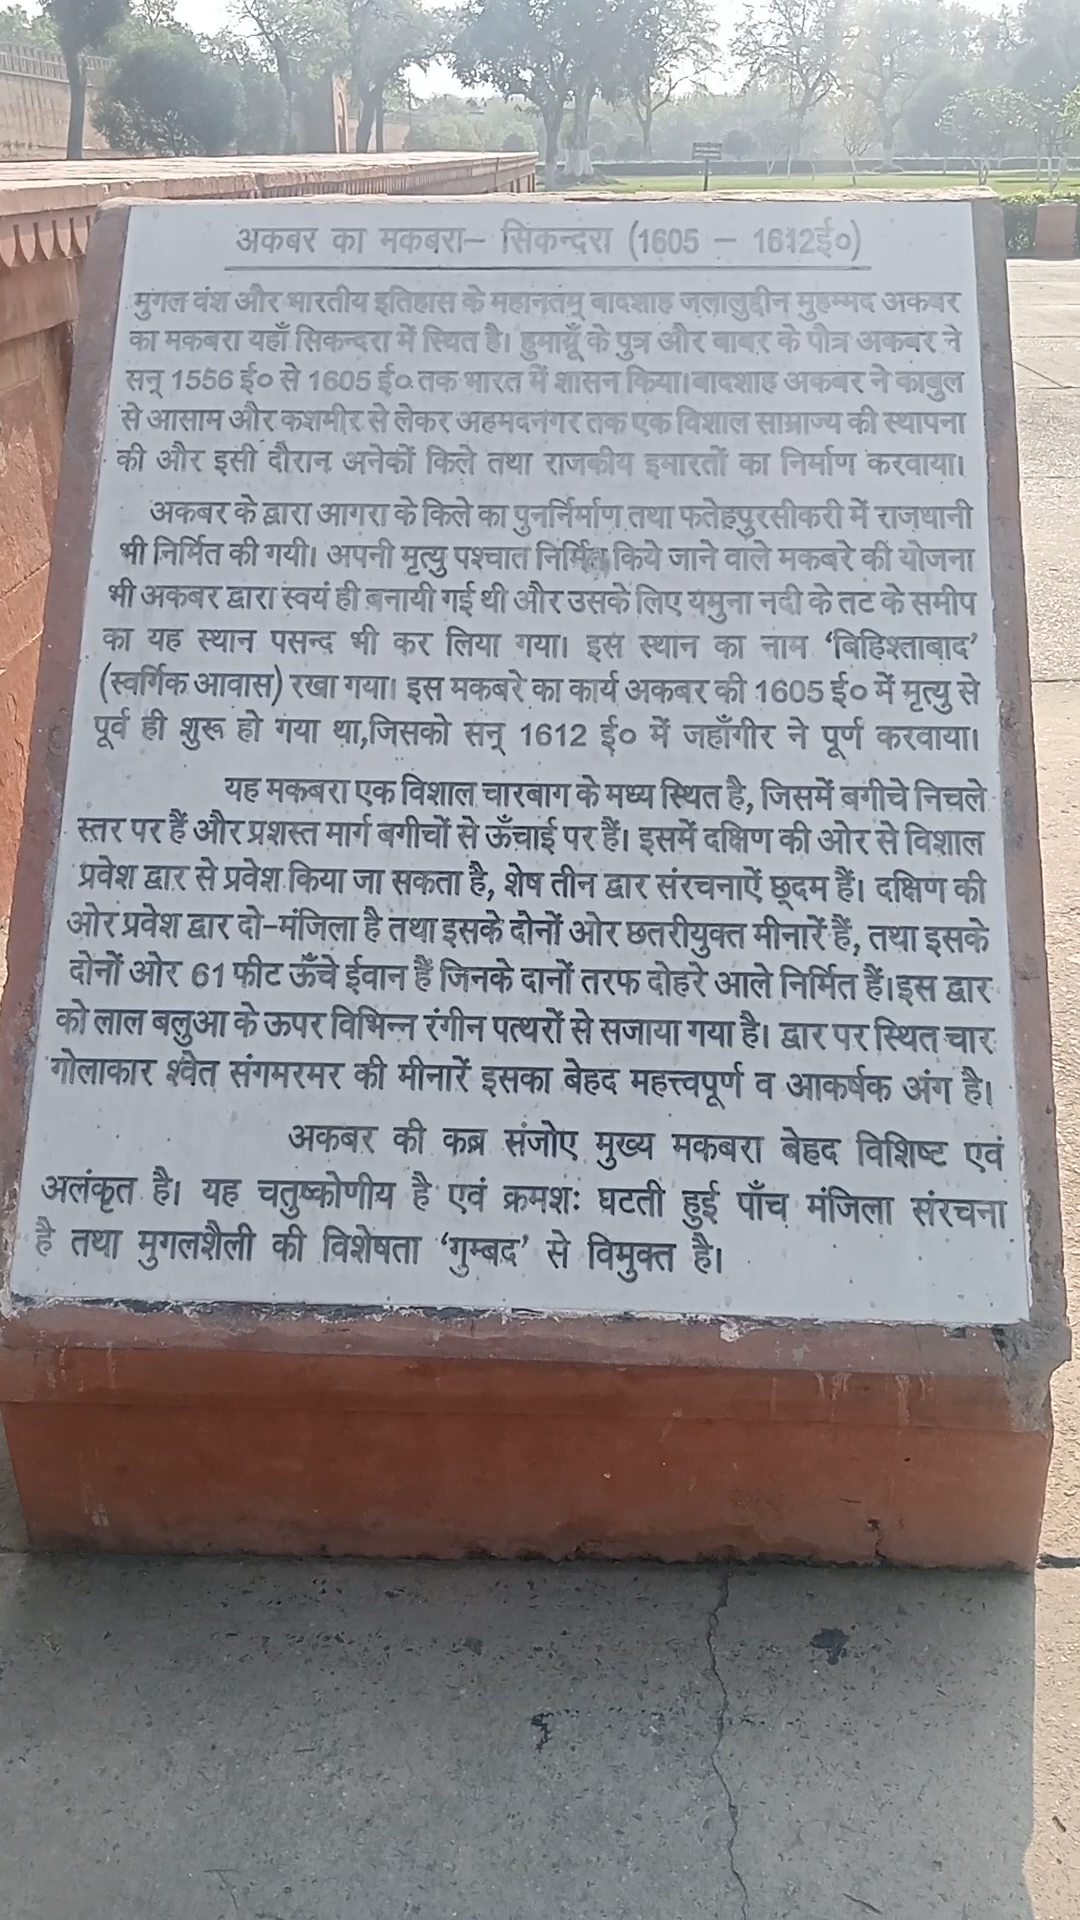 अकबर का मकबरा– सिकन्दरा (1605 – 1612ई०)
मुगल वंश और भारतीय इतिहास के महानतम् बादशाह जलालुद्दीन मुहम्मद अकबर
का मकबरा यहाँ सिकन्दरा में स्थित है। हुमायूँ के पुत्र और बाबर के पौत्र अकबर ने
सन् 1556 ई० से 1605 ई० तक भारत में शासन किया।बादशाह अकबर ने काबुल
से आसाम और कशमीर से लेकर अहमदनगर तक एक विशाल साम्राज्य की स्थापना
की और इसी दौरान अनेकों किले तथा राजकीय इमारतों का निर्माण करवाया।
अकबर के द्वारा आगरा के किले का पुनर्निर्माण तथा फतेहपुरसीकरी में राजधानी
भी निर्मित की गयी। अपनी मृत्यु पश्चात निर्मित किये जाने वाले मकबरे की योजना
भी अकबर द्वारा स्वयं ही बनायी गई थी और उसके लिए यमुना नदी के तट के समीप
का यह स्थान पसन्द भी कर लिया गया। इस स्थान का नाम ‘बिहिश्ताबाद’
(स्वर्गिक आवास) रखा गया। इस मकबरे का कार्य अकबर की 1605 ई० में मृत्यु से
पूर्व ही शुरू हो गया था,जिसको सन् 1612 ई० में जहाँगीर ने पूर्ण करवाया।
यह मकबरा एक विशाल चारबाग के मध्य स्थित है, जिसमें बगीचे निचले
स्तर पर हैं और प्रशस्त मार्ग बगीचों से ऊँचाई पर हैं। इसमें दक्षिण की ओर से विशाल
प्रवेश द्वार से प्रवेश किया जा सकता है, शेष तीन द्वार संरचनाऐं छूदम हैं। दक्षिण की
ओर प्रवेश द्वार दो-मंजिला है तथा इसके दोनों ओर छतरीयुक्त मीनारें हैं, तथा इसके
दोनों ओर 61 फीट ऊँचे ईवान हैं जिनके दानों तरफ दोहरे आले निर्मित हैं।इस द्वार
को लाल बलुआ के ऊपर विभिन्न रंगीन पत्थरों से सजाया गया है। द्वार पर स्थित चार
गोलाकार श्वेत संगमरमर की मीनारें इसका बेहद महत्त्वपूर्ण व आकर्षक अंग है।
अकबर की कब्र संजोए मुख्य मकबरा बेहद विशिष्ट एवं
अलंकृत है। यह चतुष्कोणीय है एवं क्रमशः घटती हुई पाँच मंजिला संरचना
है तथा मुगलशैली की विशेषता ‘गुम्बद’ से विमुक्त है।